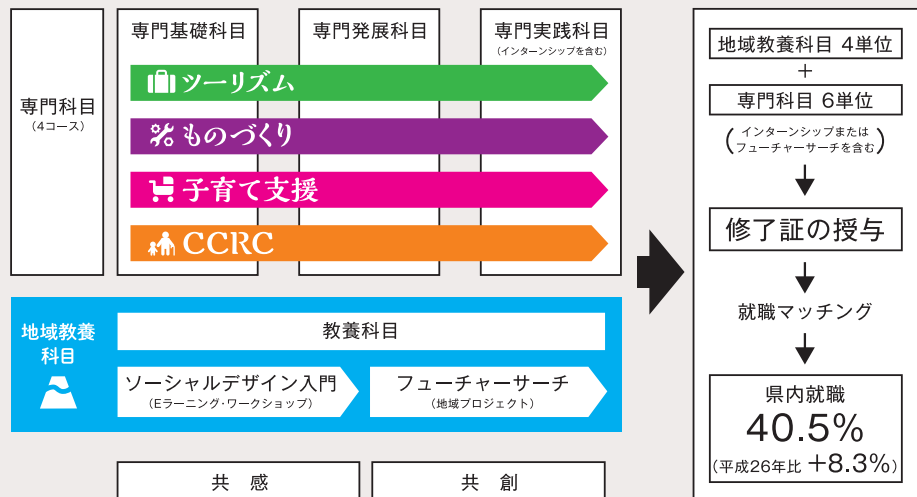 専門科目
(4コース)
専門基礎科目
専門発展科目
専門実践科目
(インターンシップを含む)
ツーリズム
ものづくり
子育て支援
CCRC
地域教養
科目
教養科目
ソーシャルデザイン入門
(Eラーニング・ワークショップ)
フューチャーサーチ
(地域プロジェクト)
共 感
共 創
地域教養科目 4単位
+
専門科目 6単位
(インターンシップまたは
フューチャーサーチを含む)
修了証の授与
就職マッチング
県内就職
40.5%
(平成26年比 +8.3%)